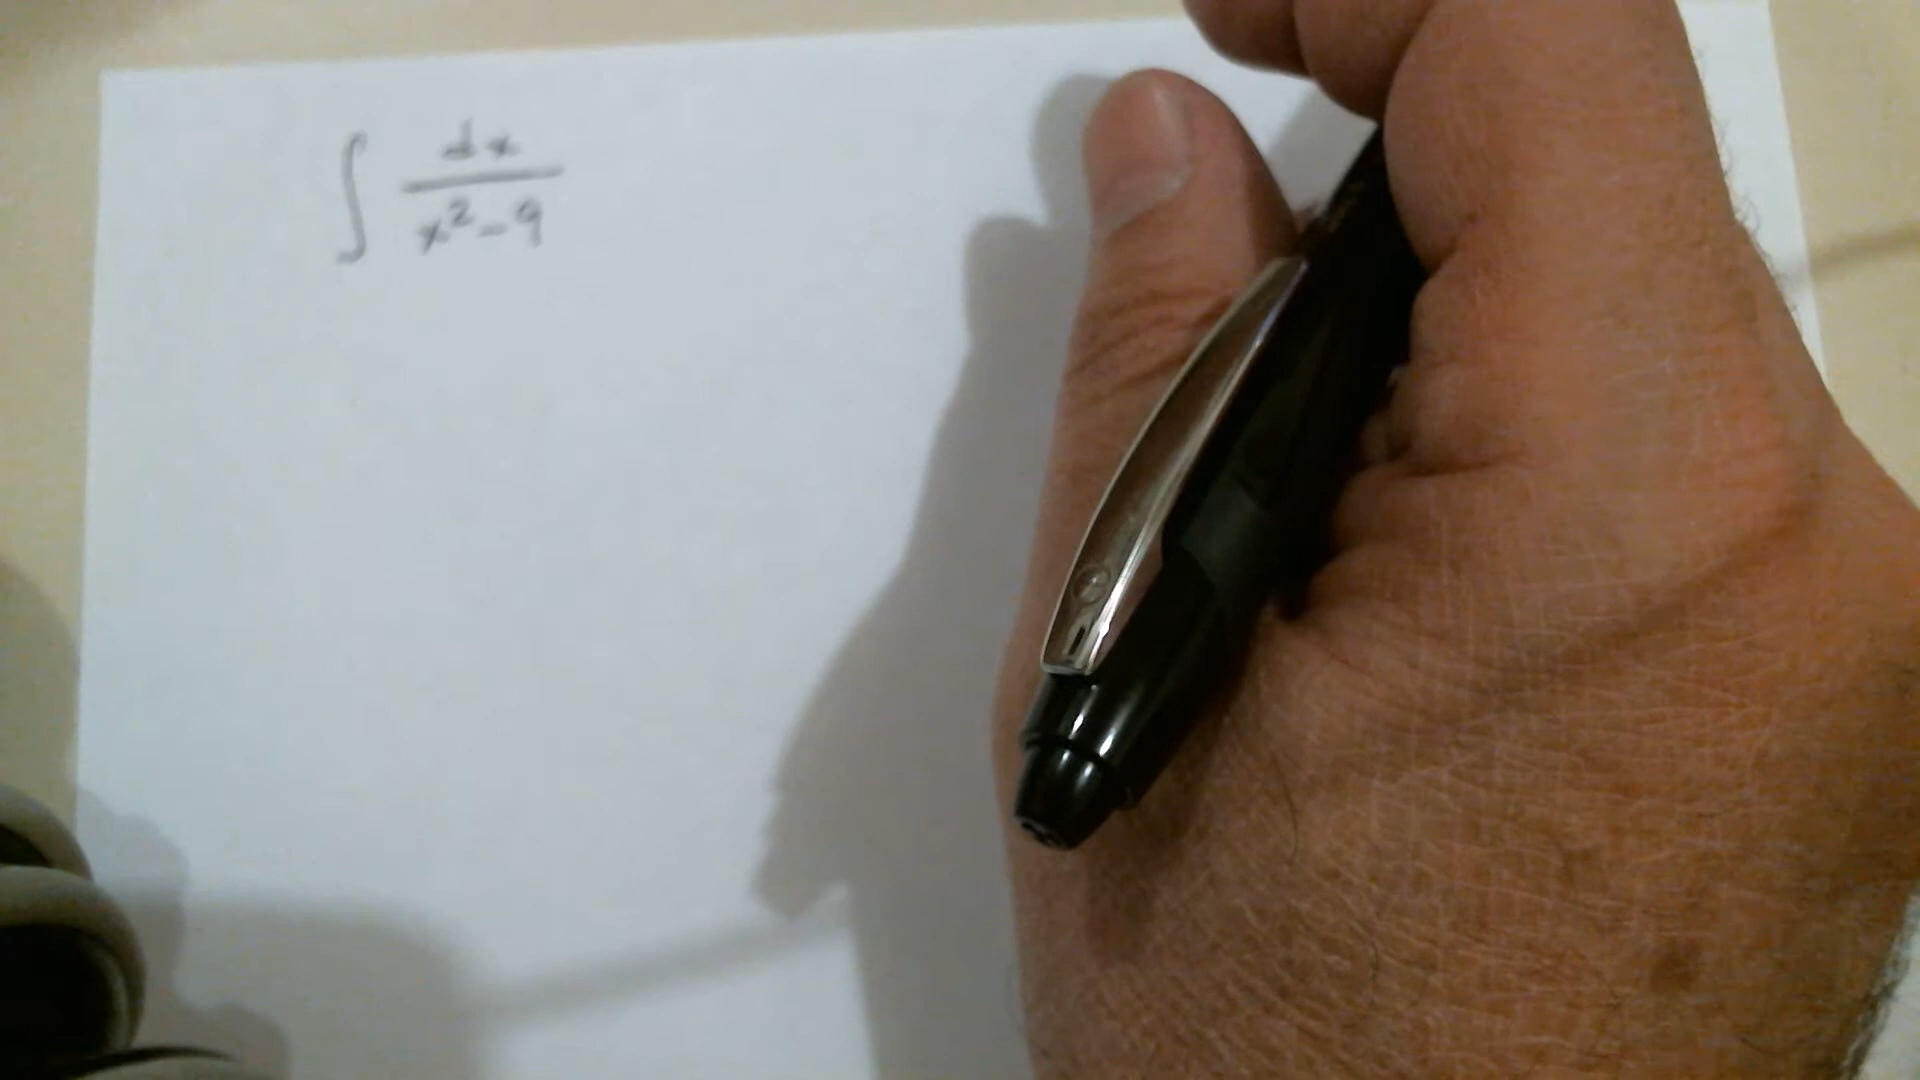 ∫ dx / (x² - 9)